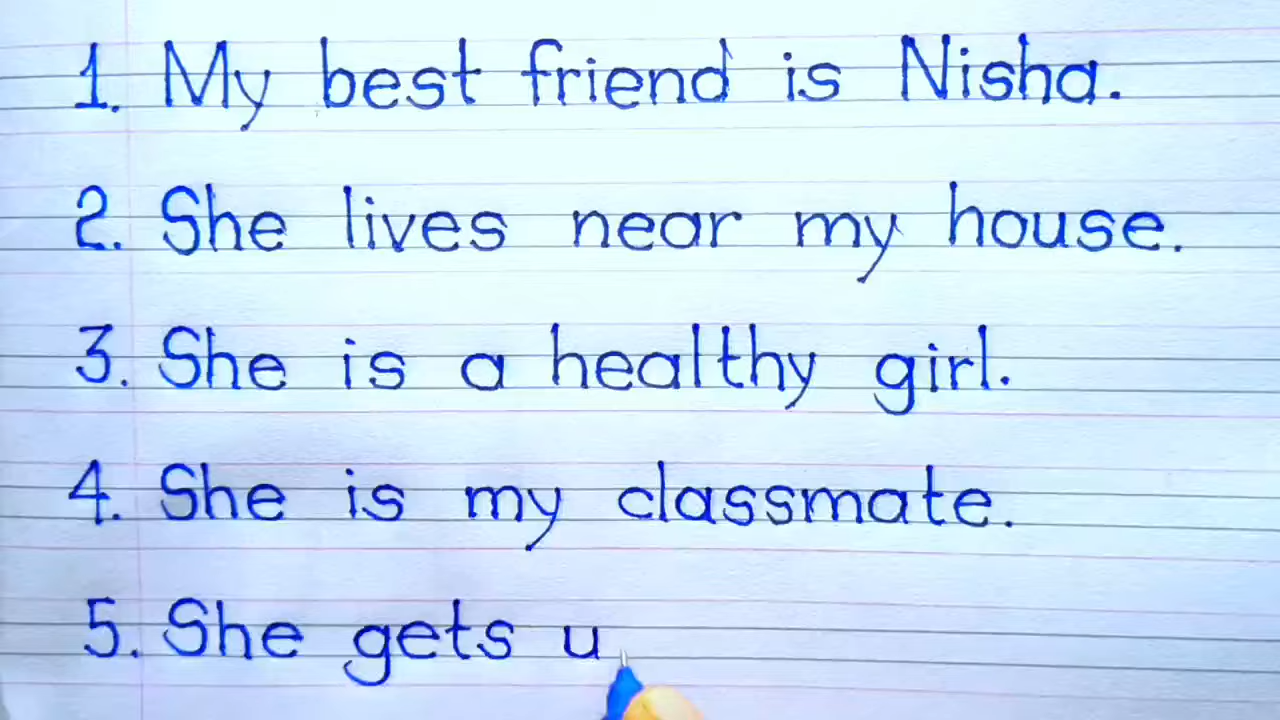 1. My best friend is Nisha.
2. She lives near my house.
3. She is a healthy girl.
4. She is my classmate.
5. She gets u